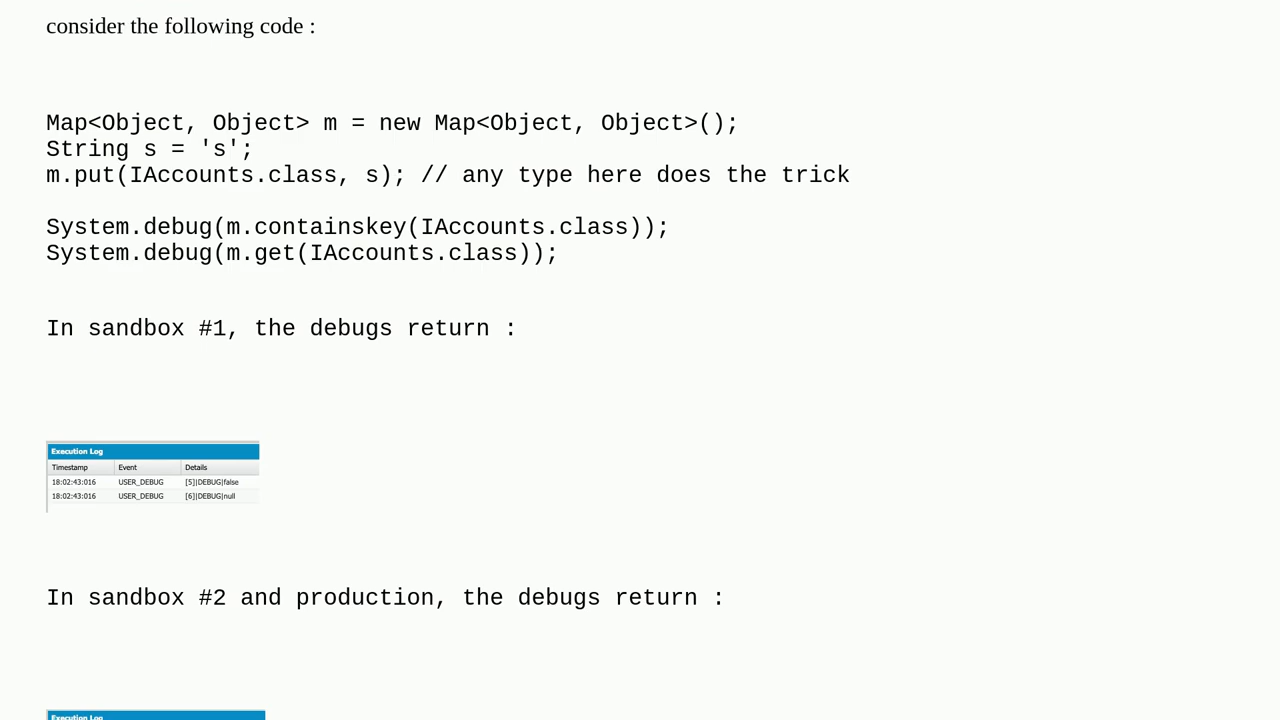 consider the following code :
Map<Object, Object> m = new Map<Object, Object>();
String s = 's';
m.put(IAccounts.class, s); // any type here does the trick
System.debug(m.containskey(IAccounts.class));
System.debug(m.get(IAccounts.class));
In sandbox #1, the debugs return :
Execution Log
Timestamp Event Details
18:02:43:016 USER_DEBUG [5]|DEBUG|false
18:02:43:016 USER_DEBUG [6]|DEBUG|null
In sandbox #2 and production, the debugs return :
Execution Log